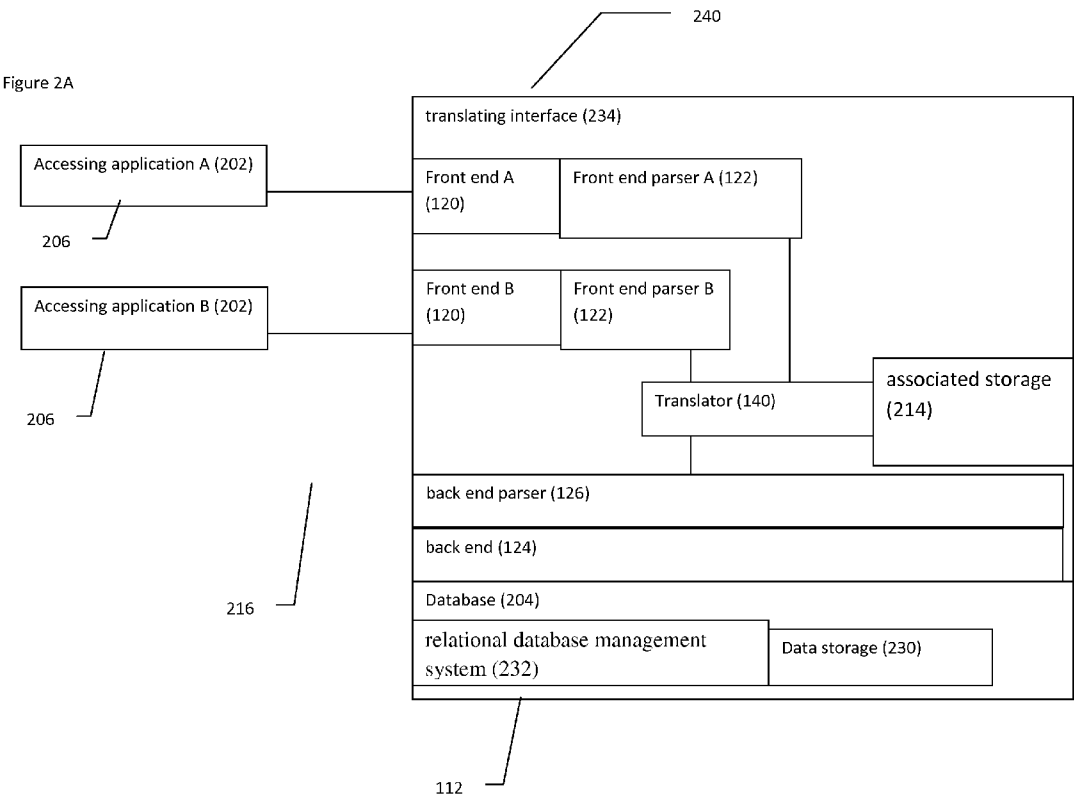 240
Figure 2A
translating interface (234)
Accessing application A (202)
Front end A
(120)
Front end parser A (122)
206
Accessing application B (202)
Front end B
(120)
Front end parser B
(122)
associated storage
(214)
Translator (140)
206
back end parser (126)
back end (124)
216
Database (204)
relational database management
system (232)
Data storage (230)
112